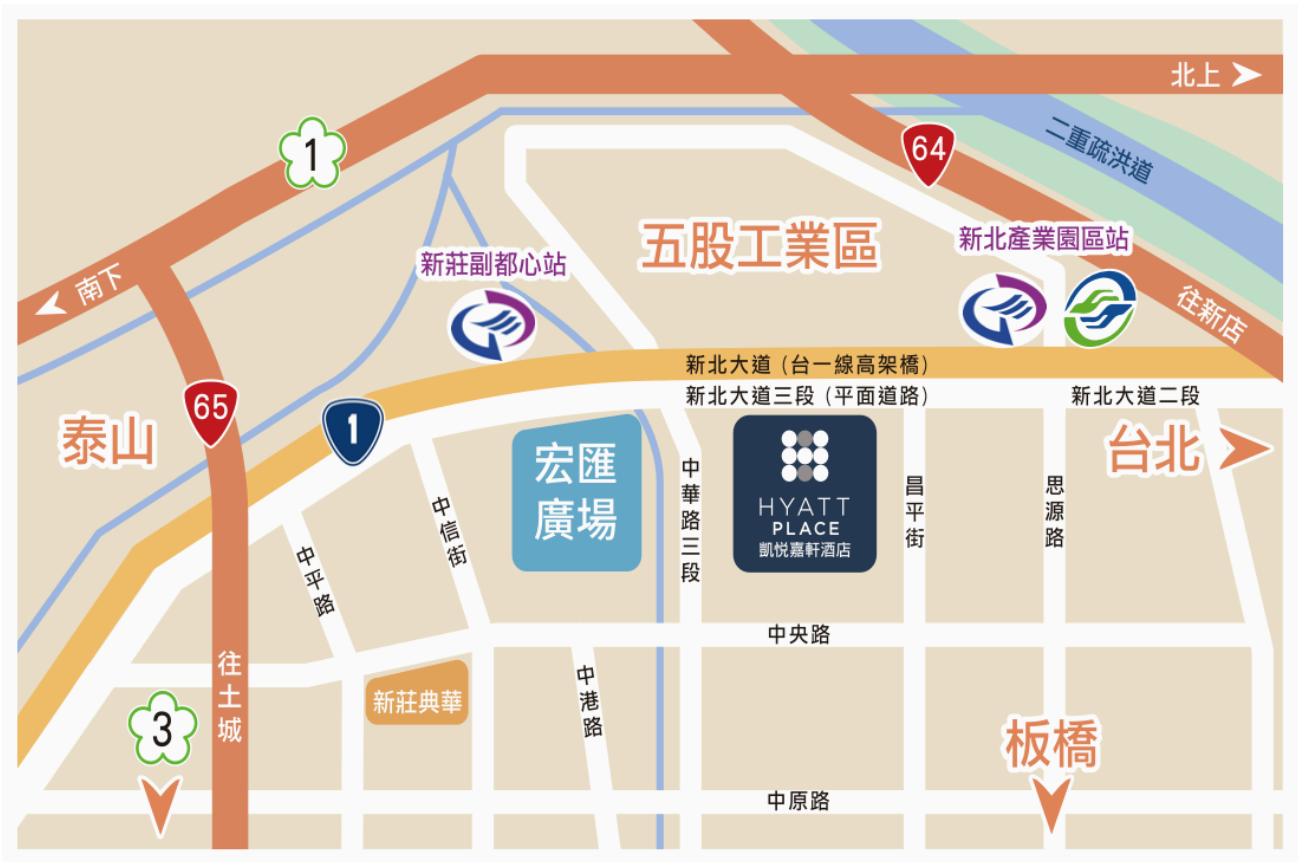 北上
1
64
二重疏洪道
五股工業區
新北產業園區站
新莊副都心站
南下
往新店
新北大道 (台一線高架橋)
新北大道三段 (平面道路)
新北大道二段
65
1
泰山
台北
宏匯
廣場
HYATT
PLACE
凱悦嘉軒酒店
中華路三段
昌平街
思源路
中信街
中平路
中央路
往土城
新莊典華
中港路
3
板橋
中原路